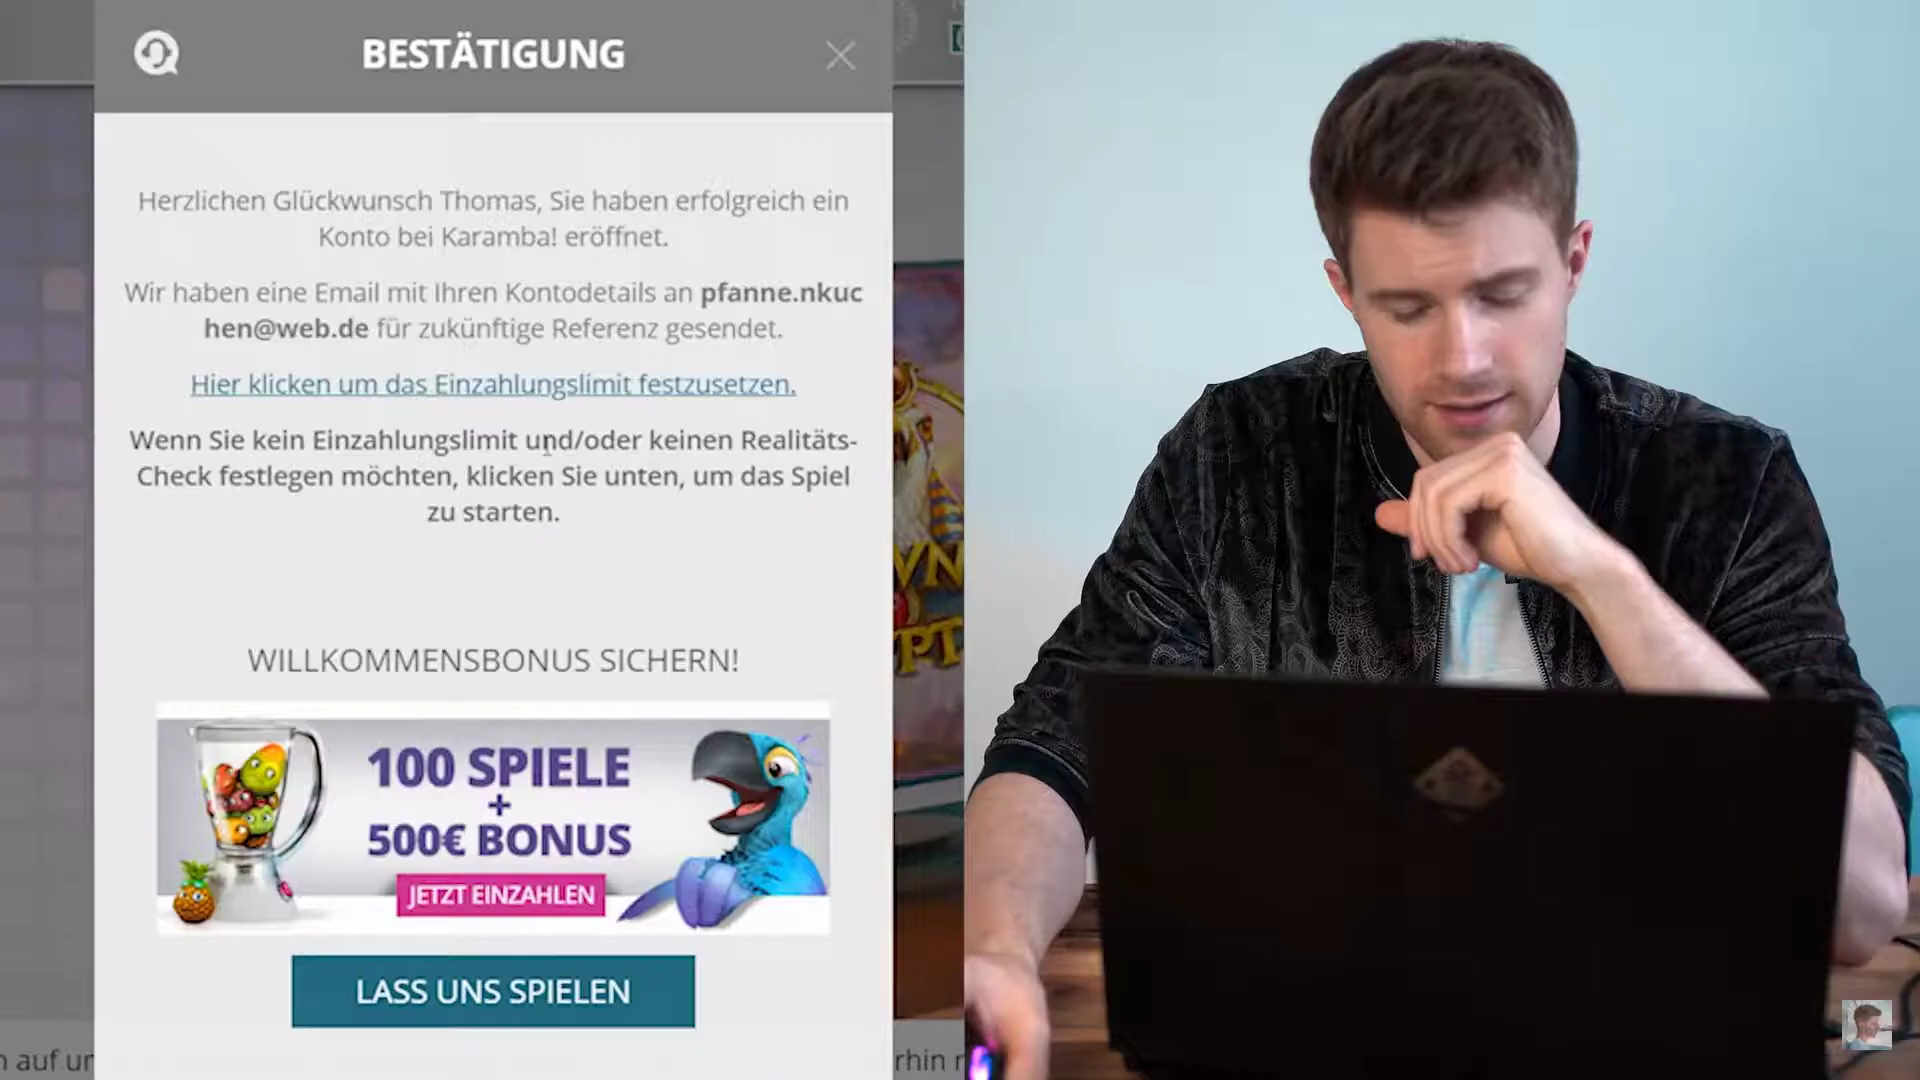 BESTÄTIGUNG
Herzlichen Glückwunsch Thomas, Sie haben erfolgreich ein
Konto bei Karamba! eröffnet.
Wir haben eine Email mit Ihren Kontodetails an pfanne.nkuc
hen@web.de für zukünftige Referenz gesendet.
Hier klicken um das Einzahlungslimit festzusetzen.
Wenn Sie kein Einzahlungslimit und/oder keinen Realitäts-
Check festlegen möchten, klicken Sie unten, um das Spiel
zu starten.
WILLKOMMENSBONUS SICHERN!
100 SPIELE
+
500€ BONUS
JETZT EINZAHLEN
LASS UNS SPIELEN
auf